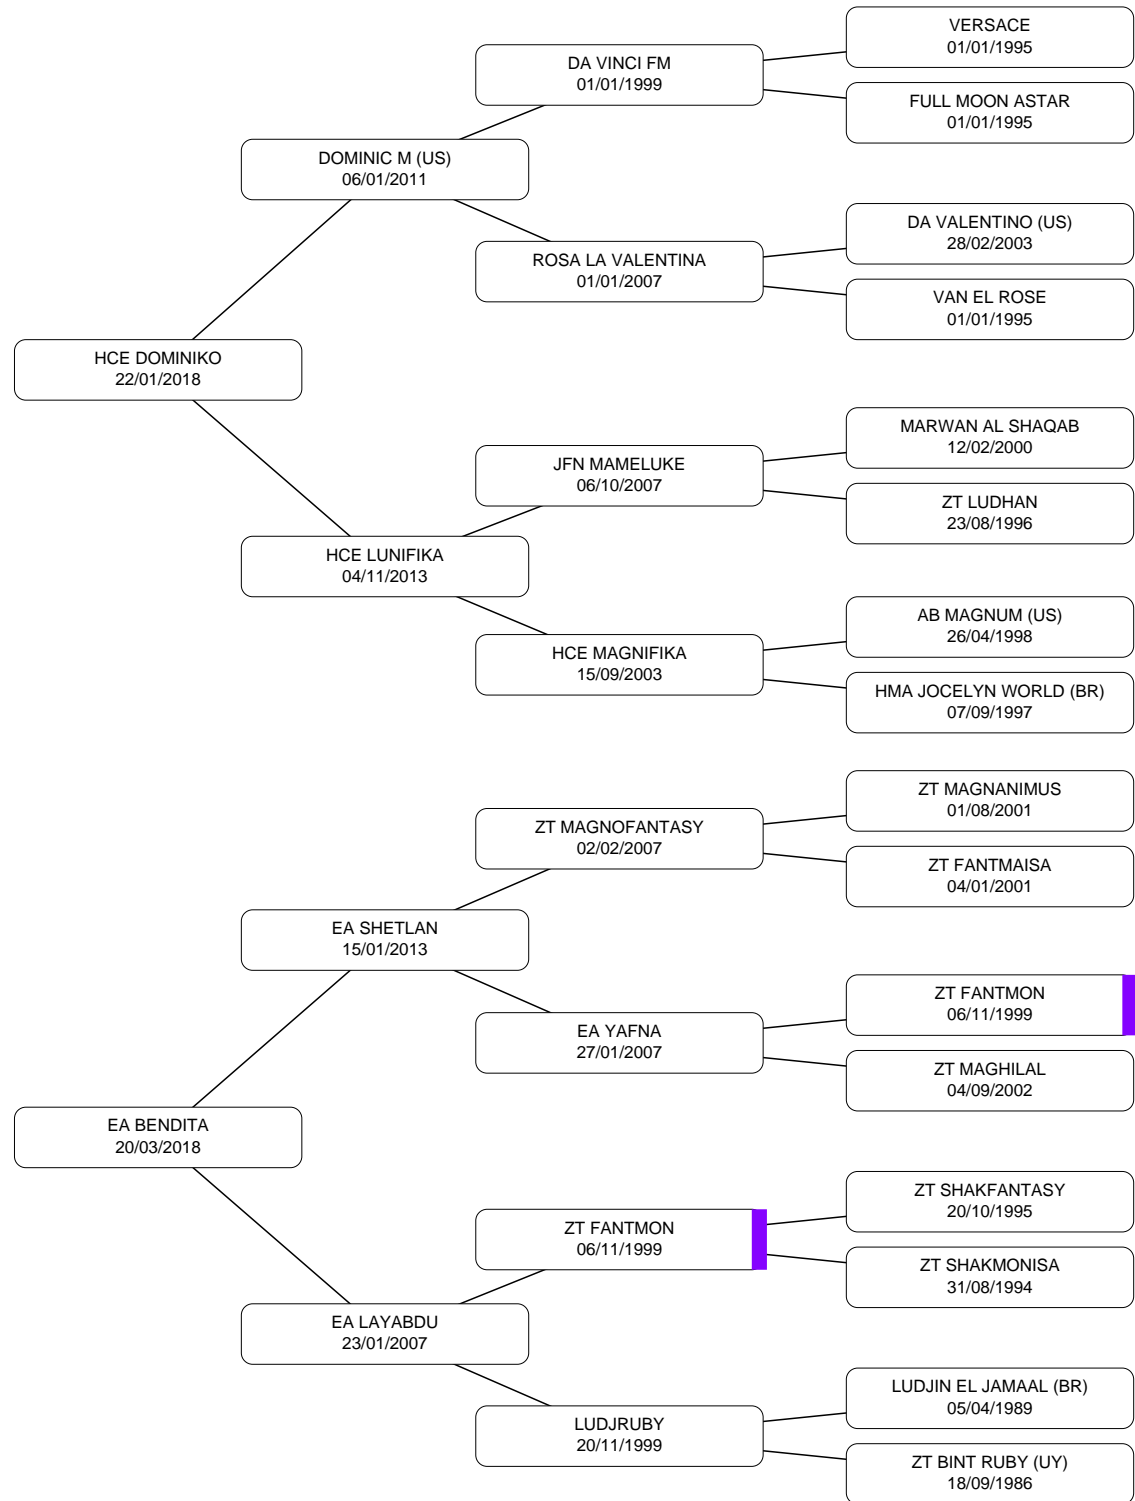 VERSACE
01/01/1995
DA VINCI FM
01/01/1999
FULL MOON ASTAR
01/01/1995
DOMINIC M (US)
06/01/2011
DA VALENTINO (US)
28/02/2003
ROSA LA VALENTINA
01/01/2007
VAN EL ROSE
01/01/1995
HCE DOMINIKO
22/01/2018
MARWAN AL SHAQAB
12/02/2000
JFN MAMELUKE
06/10/2007
ZT LUDHAN
23/08/1996
HCE LUNIFIKA
04/11/2013
AB MAGNUM (US)
26/04/1998
HCE MAGNIFIKA
15/09/2003
HMA JOCELYN WORLD (BR)
07/09/1997
ZT MAGNANIMUS
01/08/2001
ZT MAGNOFANTASY
02/02/2007
ZT FANTMAISA
04/01/2001
EA SHETLAN
15/01/2013
ZT FANTMON
06/11/1999
EA YAFNA
27/01/2007
ZT MAGHILAL
04/09/2002
EA BENDITA
20/03/2018
ZT SHAKFANTASY
20/10/1995
ZT FANTMON
06/11/1999
ZT SHAKMONISA
31/08/1994
EA LAYABDU
23/01/2007
LUDJIN EL JAMAAL (BR)
05/04/1989
LUDJRUBY
20/11/1999
ZT BINT RUBY (UY)
18/09/1986